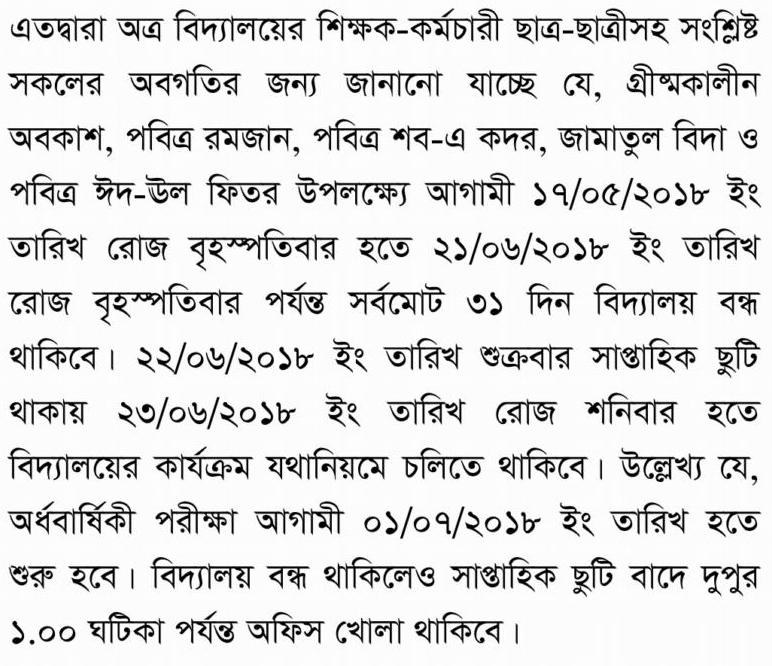 এতদ্বারা অত্র বিদ্যালয়ের শিক্ষক-কর্মচারী ছাত্র-ছাত্রীসহ সংশ্লিষ্ট
সকলের অবগতির জন্য জানানো যাচ্ছে যে, গ্রীষ্মকালীন
অবকাশ, পবিত্র রমজান, পবিত্র শব-এ কদর, জামাতুল বিদা ও
পবিত্র ঈদ-উল ফিতর উপলক্ষ্যে আগামী ১৭/০৫/২০১৮ ইং
তারিখ রোজ বৃহস্পতিবার হতে ২১/০৬/২০১৮ ইং তারিখ
রোজ বৃহস্পতিবার পর্যন্ত সর্বমোট ৩১ দিন বিদ্যালয় বন্ধ
থাকিবে। ২২/০৬/২০১৮ ইং তারিখ শুক্রবার সাপ্তাহিক ছুটি
থাকায় ২৩/০৬/২০১৮ ইং তারিখ রোজ শনিবার হতে
বিদ্যালয়ের কার্যক্রম যথানিয়মে চলিতে থাকিবে। উল্লেখ্য যে,
অর্ধবার্ষিকী পরীক্ষা আগামী ০১/০৭/২০১৮ ইং তারিখ হতে
শুরু হবে। বিদ্যালয় বন্ধ থাকিলেও সাপ্তাহিক ছুটি বাদে দুপুর
১.০০ ঘটিকা পর্যন্ত অফিস খোলা থাকিবে।